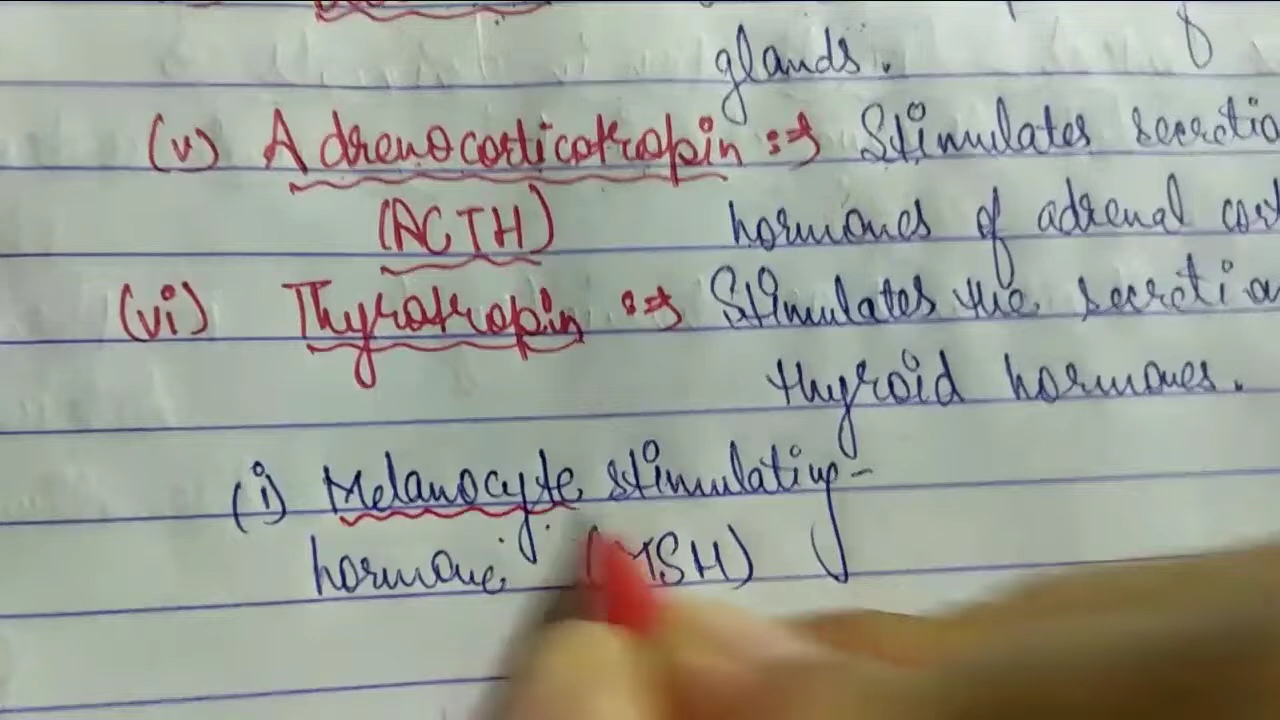 glands.
(v) Adrenocorticotropin :⇒ Stimulates secretio
(ACTH) hormones of adrenal cort
(vi) Thyrotropin :⇒ Stimulates the secretio
thyroid hormones.
(i) Melanocyte stimulating-
hormone (MSH)